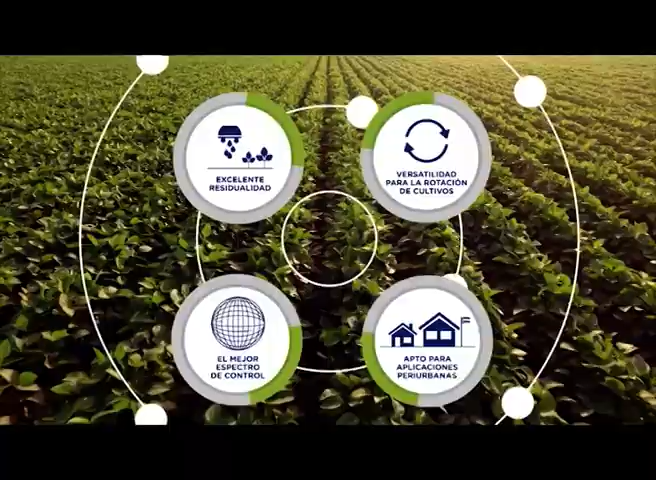 EXCELENTE
RESIDUALIDAD
VERSATILIDAD
PARA LA ROTACIÓN
DE CULTIVOS
EL MEJOR
ESPECTRO
DE CONTROL
APTO PARA
APLICACIONES
PERIURBANAS